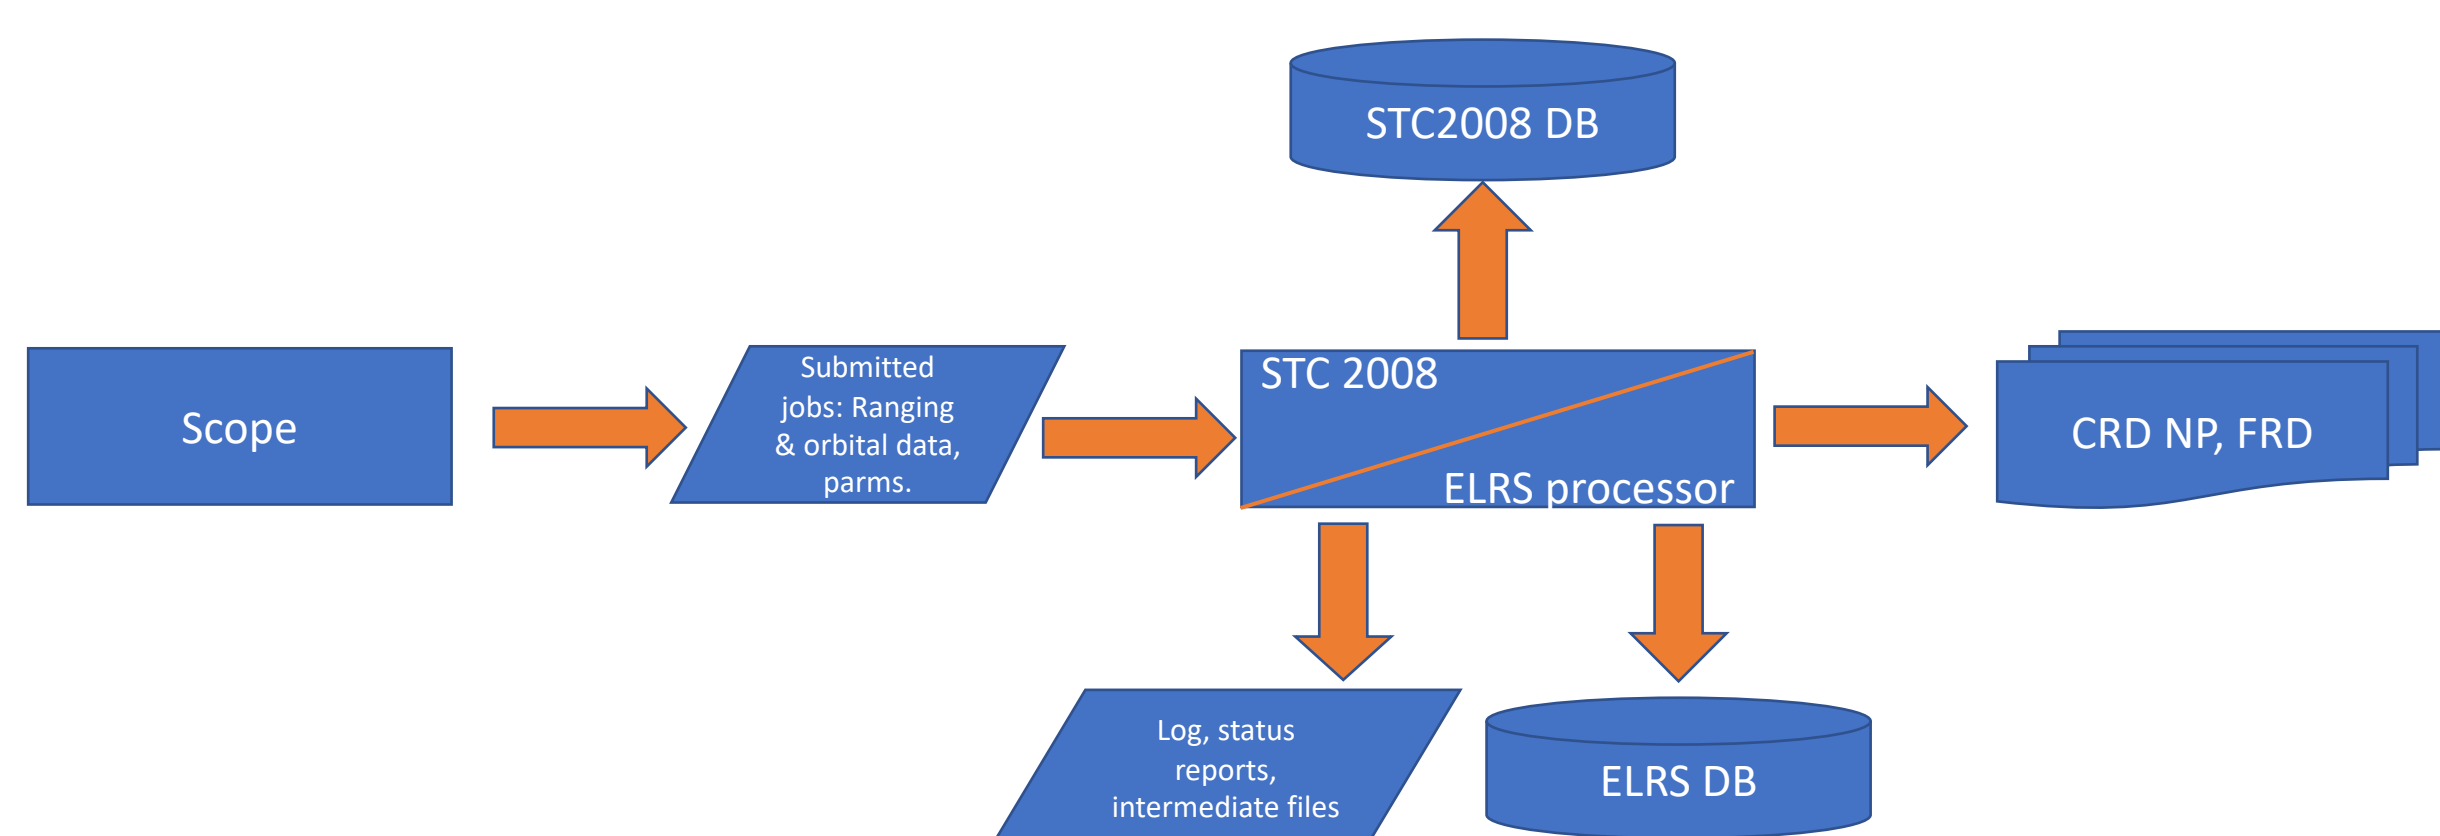 STC2008 DB
Scope
Submitted
jobs: Ranging
& orbital data,
parms.
STC 2008
ELRS processor
CRD NP, FRD
Log, status
reports,
intermediate files
ELRS DB